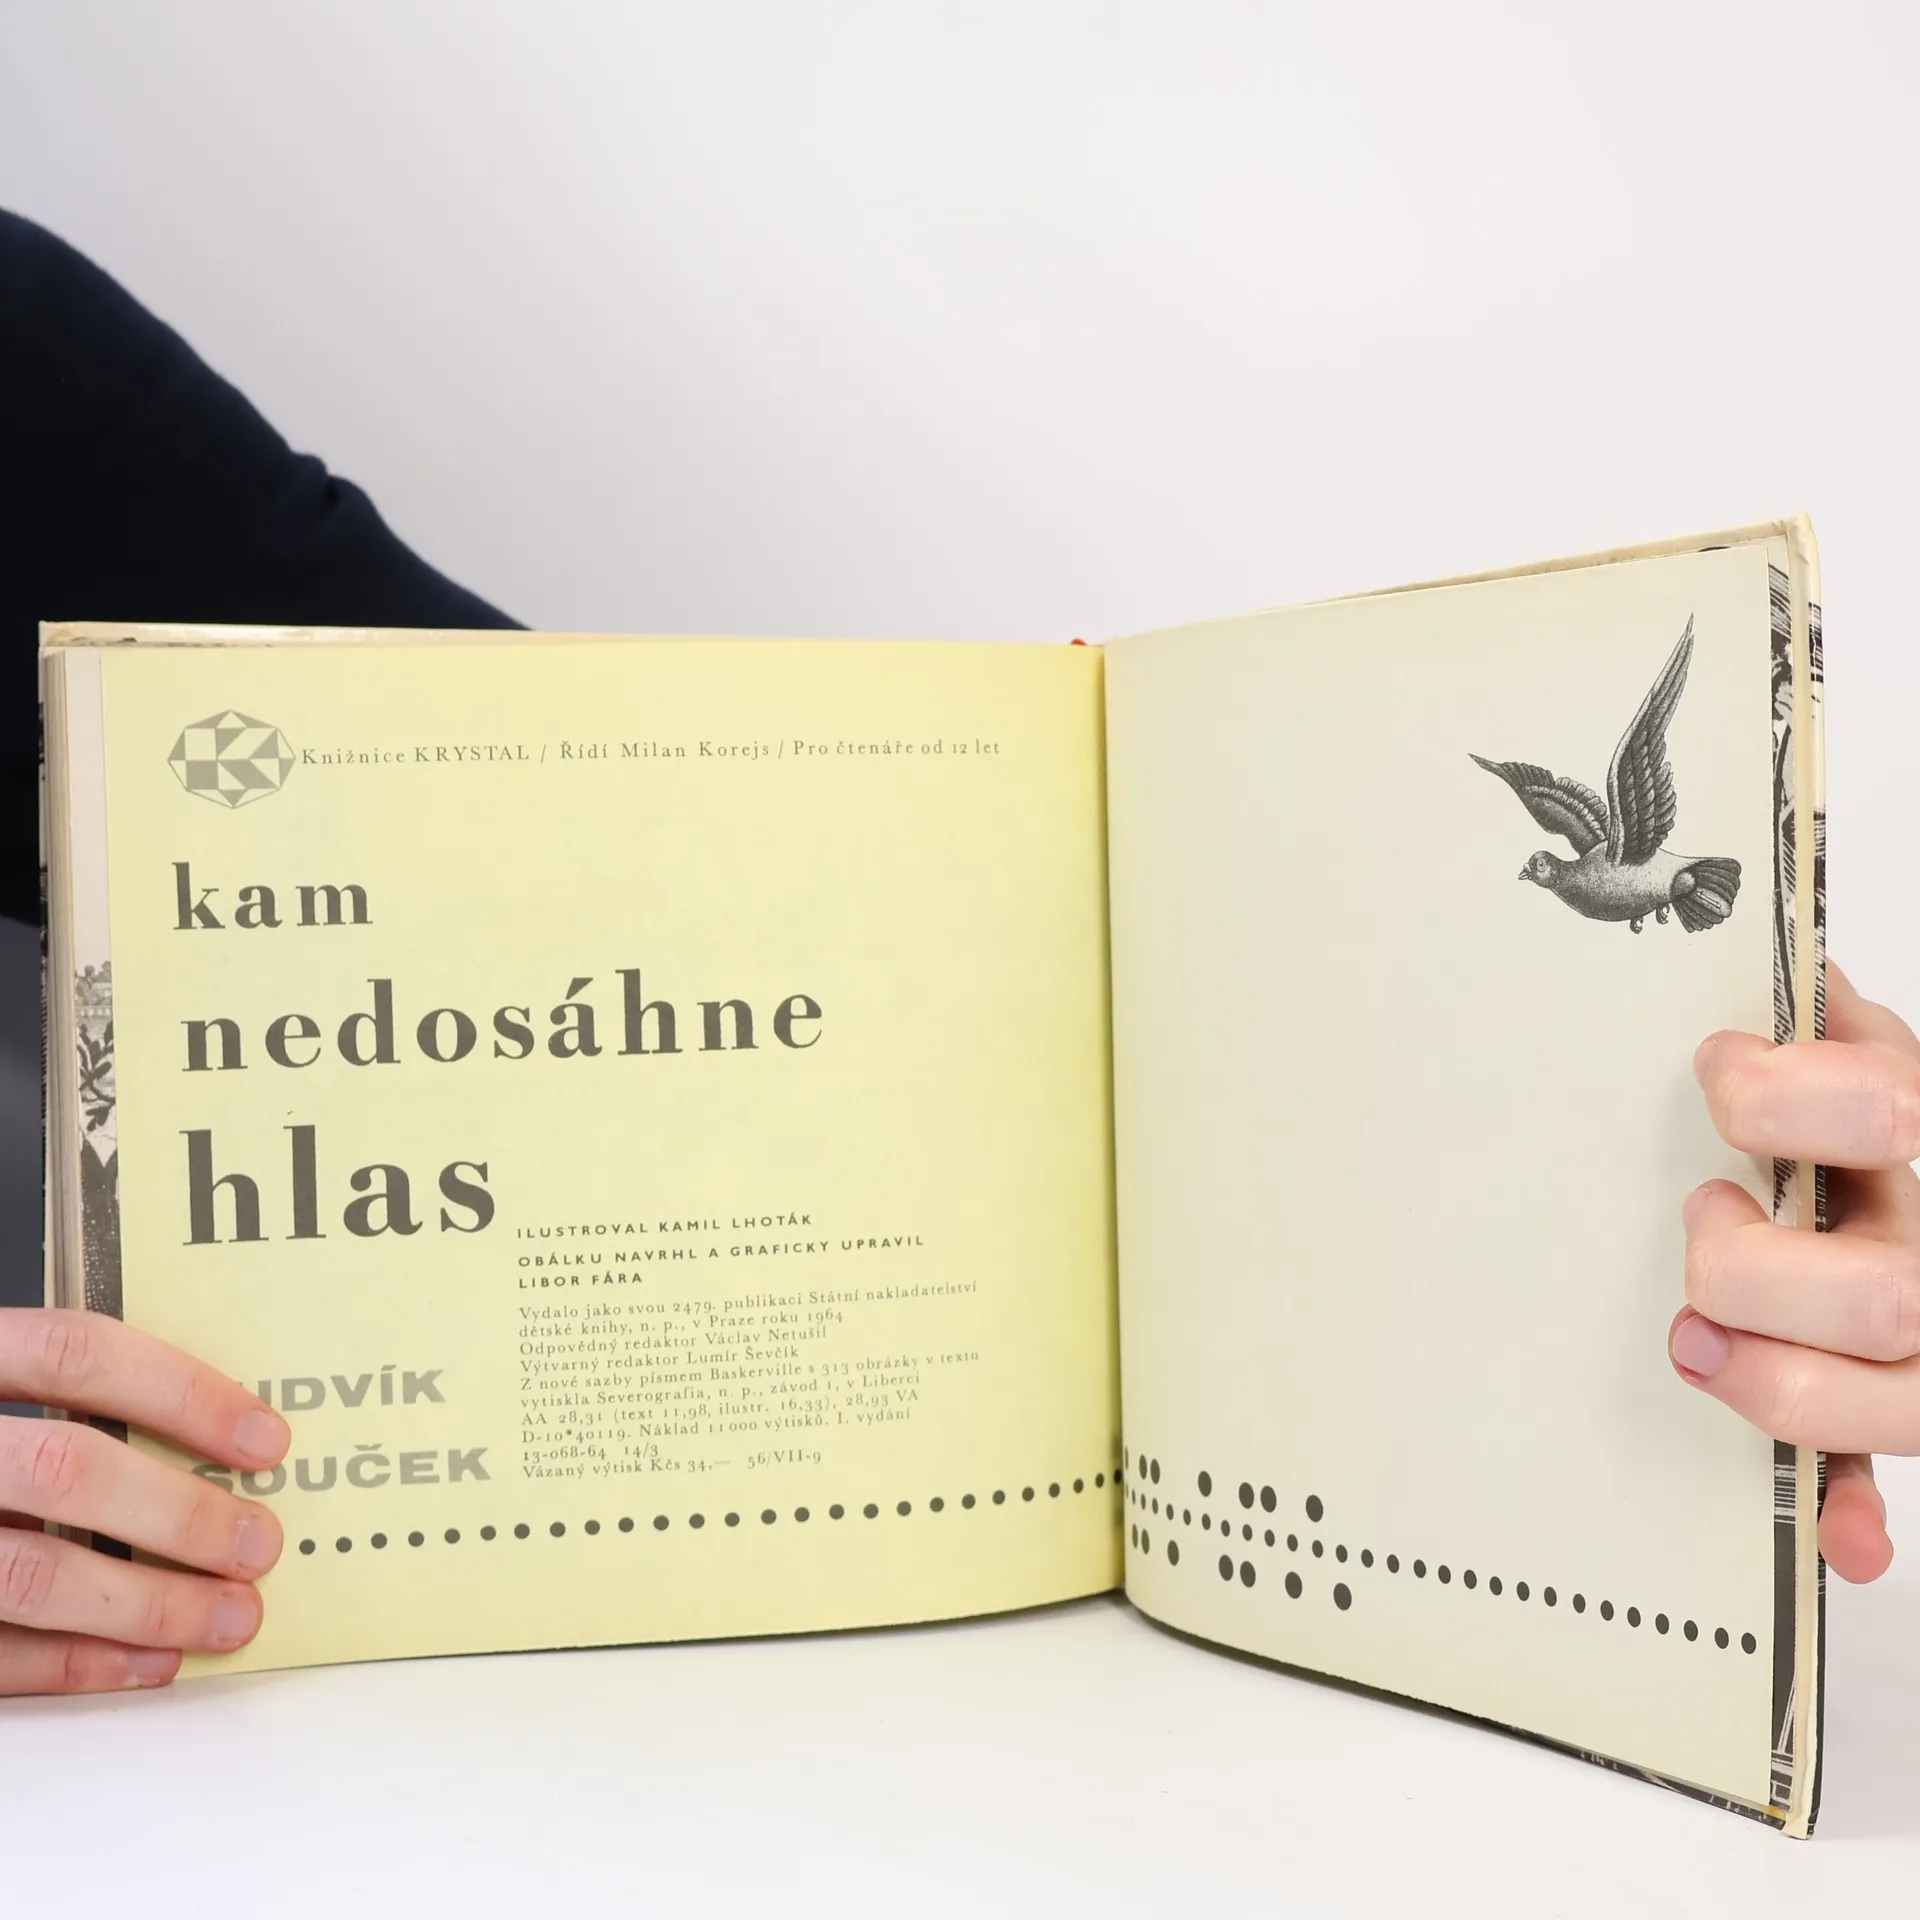 Knižnice KRYSTAL / Řídí Milan Korejs / Pro čtenáře od 12 let
kam
nedosáhne
hlas
ILUSTROVAL KAMIL LHOTÁK
OBÁLKU NAVRHL A GRAFICKY UPRAVIL
LIBOR FÁRA
Vydalo jako svou 2479. publikaci Státní nakladatelství
dětské knihy, n. p., v Praze roku 1964
Odpovědný redaktor Václav Netušil
Výtvarný redaktor Lumír Ševčík
Z nové sazby písmem Baskerville s 313 obrázky v textu
vytiskla Severografia, n. p., závod 1, v Liberci
AA 28,31 (text 11,98, ilustr. 16,33), 28,93 VA
D-10*40119. Náklad 11 000 výtisků. 1. vydání
13-068-64 14/3
Vázaný výtisk Kčs 34,— 56/VII-9
UDVÍK
SOUČEK